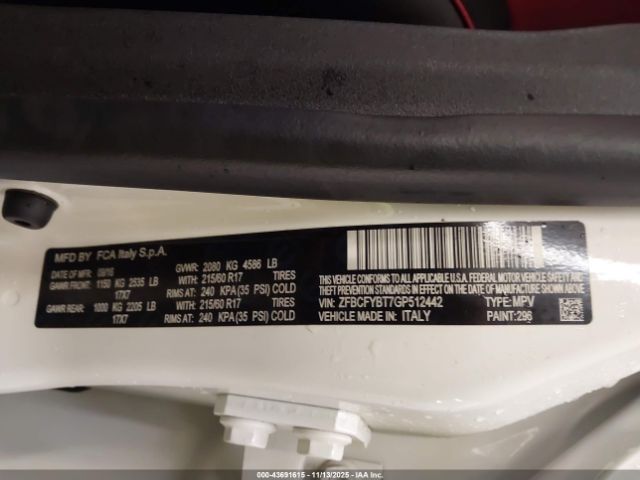 MFD BY FCA Italy S.p.A.
DATE OF MFR GVWR: 2080 KG 4586 LB
GAWR FRONT: 1150 KG 2535 LB WITH: 215/60 R17 TIRES
17X7 RIMS AT: 240 KPA (35 PSI) COLD
GAWR REAR: 1000 KG 2205 LB WITH: 215/60 R17 TIRES
17X7 RIMS AT: 240 KPA (35 PSI) COLD
THIS VEHICLE CONFORMS TO ALL APPLICABLE U.S.A. FEDERAL MOTOR VEHICLE SAFETY, BUMPER AND
THEFT PREVENTION STANDARDS IN EFFECT ON THE DATE OF MANUFACTURE SHOWN ABOVE
VIN: ZFBCFYBT7GP512442 TYPE: MPV
VEHICLE MADE IN: ITALY PAINT: 296
000-43691615 - 11/13/2025 - IAAI.com